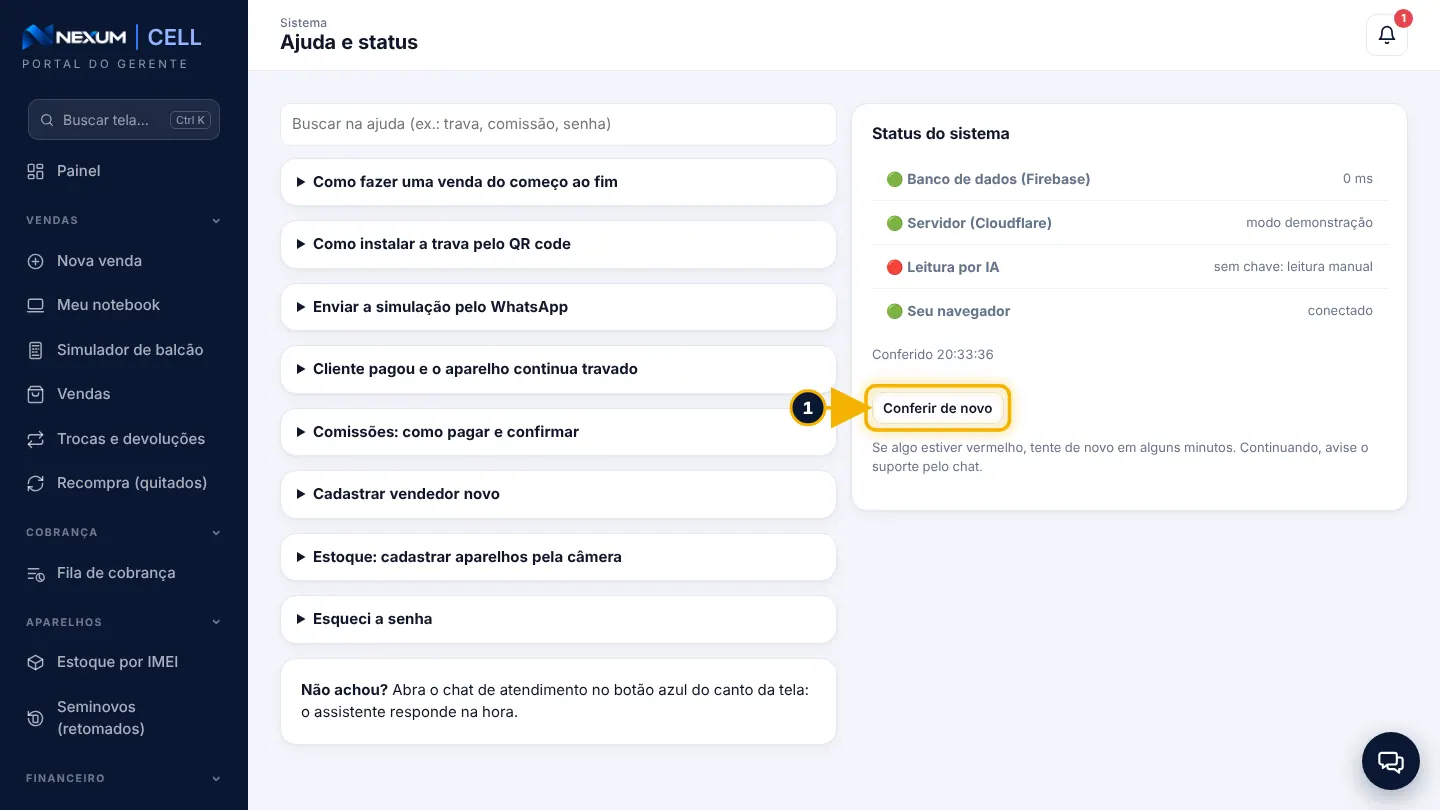 NEXUM | CELL
PORTAL DO GERENTE
Buscar tela... Ctrl K
Painel
VENDAS
Nova venda
Meu notebook
Simulador de balcão
Vendas
Trocas e devoluções
Recompra (quitados)
COBRANÇA
Fila de cobrança
APARELHOS
Estoque por IMEI
Seminovos
(retomados)
FINANCEIRO
Sistema
Ajuda e status
1
Buscar na ajuda (ex.: trava, comissão, senha)
Como fazer uma venda do começo ao fim
Como instalar a trava pelo QR code
Enviar a simulação pelo WhatsApp
Cliente pagou e o aparelho continua travado
Comissões: como pagar e confirmar
Cadastrar vendedor novo
Estoque: cadastrar aparelhos pela câmera
Esqueci a senha
Não achou? Abra o chat de atendimento no botão azul do canto da tela:
o assistente responde na hora.
Status do sistema
Banco de dados (Firebase) 0 ms
Servidor (Cloudflare) modo demonstração
Leitura por IA sem chave: leitura manual
Seu navegador conectado
Conferido 20:33:36
1 Conferir de novo
Se algo estiver vermelho, tente de novo em alguns minutos. Continuando, avise o
suporte pelo chat.